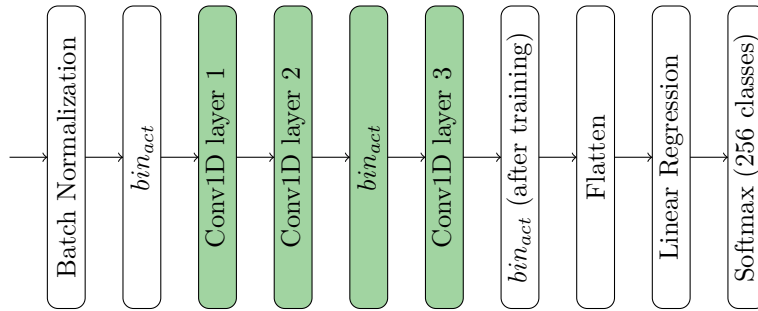 Batch Normalization
bin_act
Conv1D layer 1
Conv1D layer 2
bin_act
Conv1D layer 3
bin_act (after training)
Flatten
Linear Regression
Softmax (256 classes)